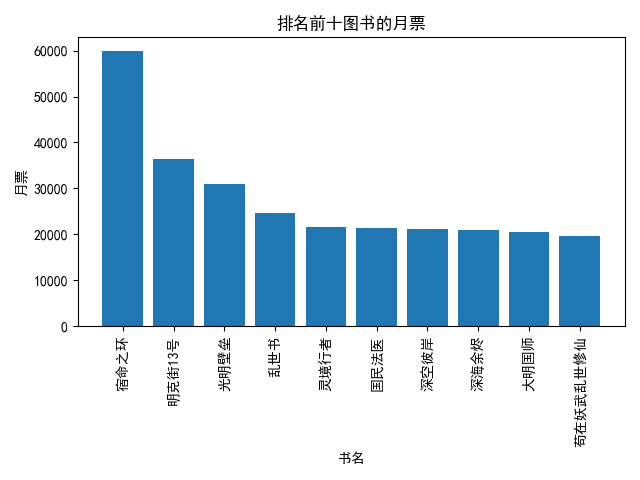 排名前十图书的月票
月票
60000
50000
40000
30000
20000
10000
0
宿命之环
明克街13号
光明壁垒
乱世书
灵境行者
国民法医
深空彼岸
深海余烬
大明国师
苟在妖武乱世修仙
书名